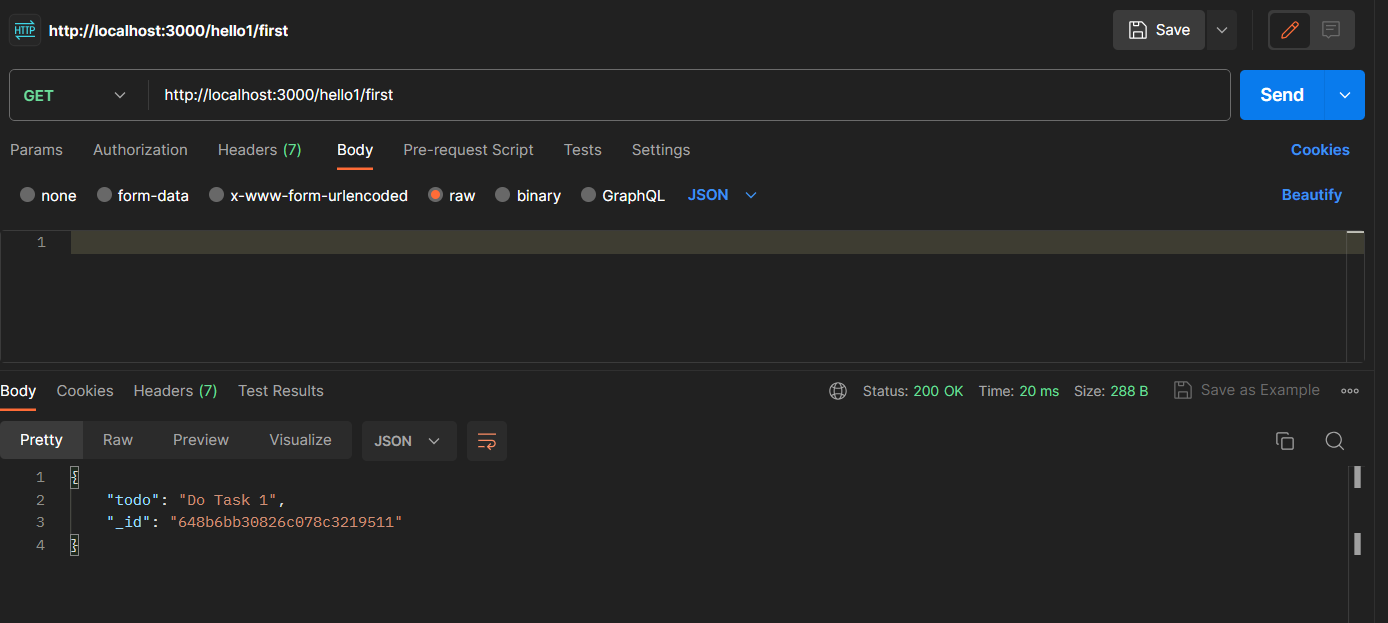 HTTP http://localhost:3000/hello1/first Save
GET http://localhost:3000/hello1/first Send
Params Authorization Headers (7) Body Pre-request Script Tests Settings Cookies
none form-data x-www-form-urlencoded raw binary GraphQL JSON Beautify
1
Body Cookies Headers (7) Test Results Status: 200 OK Time: 20 ms Size: 288 B Save as Example
Pretty Raw Preview Visualize JSON
1 {
2 "todo": "Do Task 1",
3 "_id": "648b6bb30826c078c3219511"
4 }